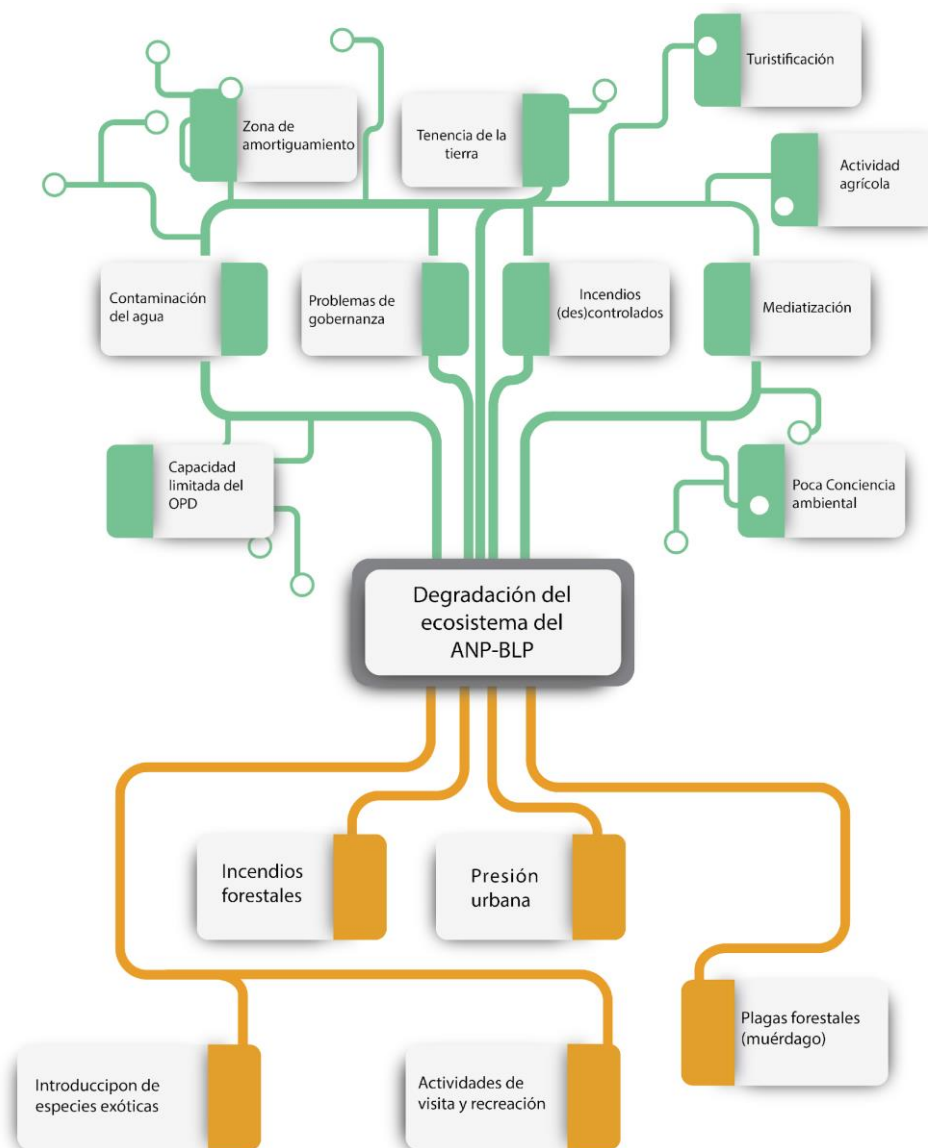 Turistificación
Zona de
amortiguamiento
Tenencia de la
tierra
Actividad
agrícola
Contaminación
del agua
Problemas de
gobernanza
Incendios
(des)controlados
Mediatización
Capacidad
limitada del
OPD
Poca Conciencia
ambiental
Degradación del
ecosistema del
ANP-BLP
Incendios
forestales
Presión
urbana
Plagas forestales
(muérdago)
Introduccipon de
especies exóticas
Actividades de
visita y recreación